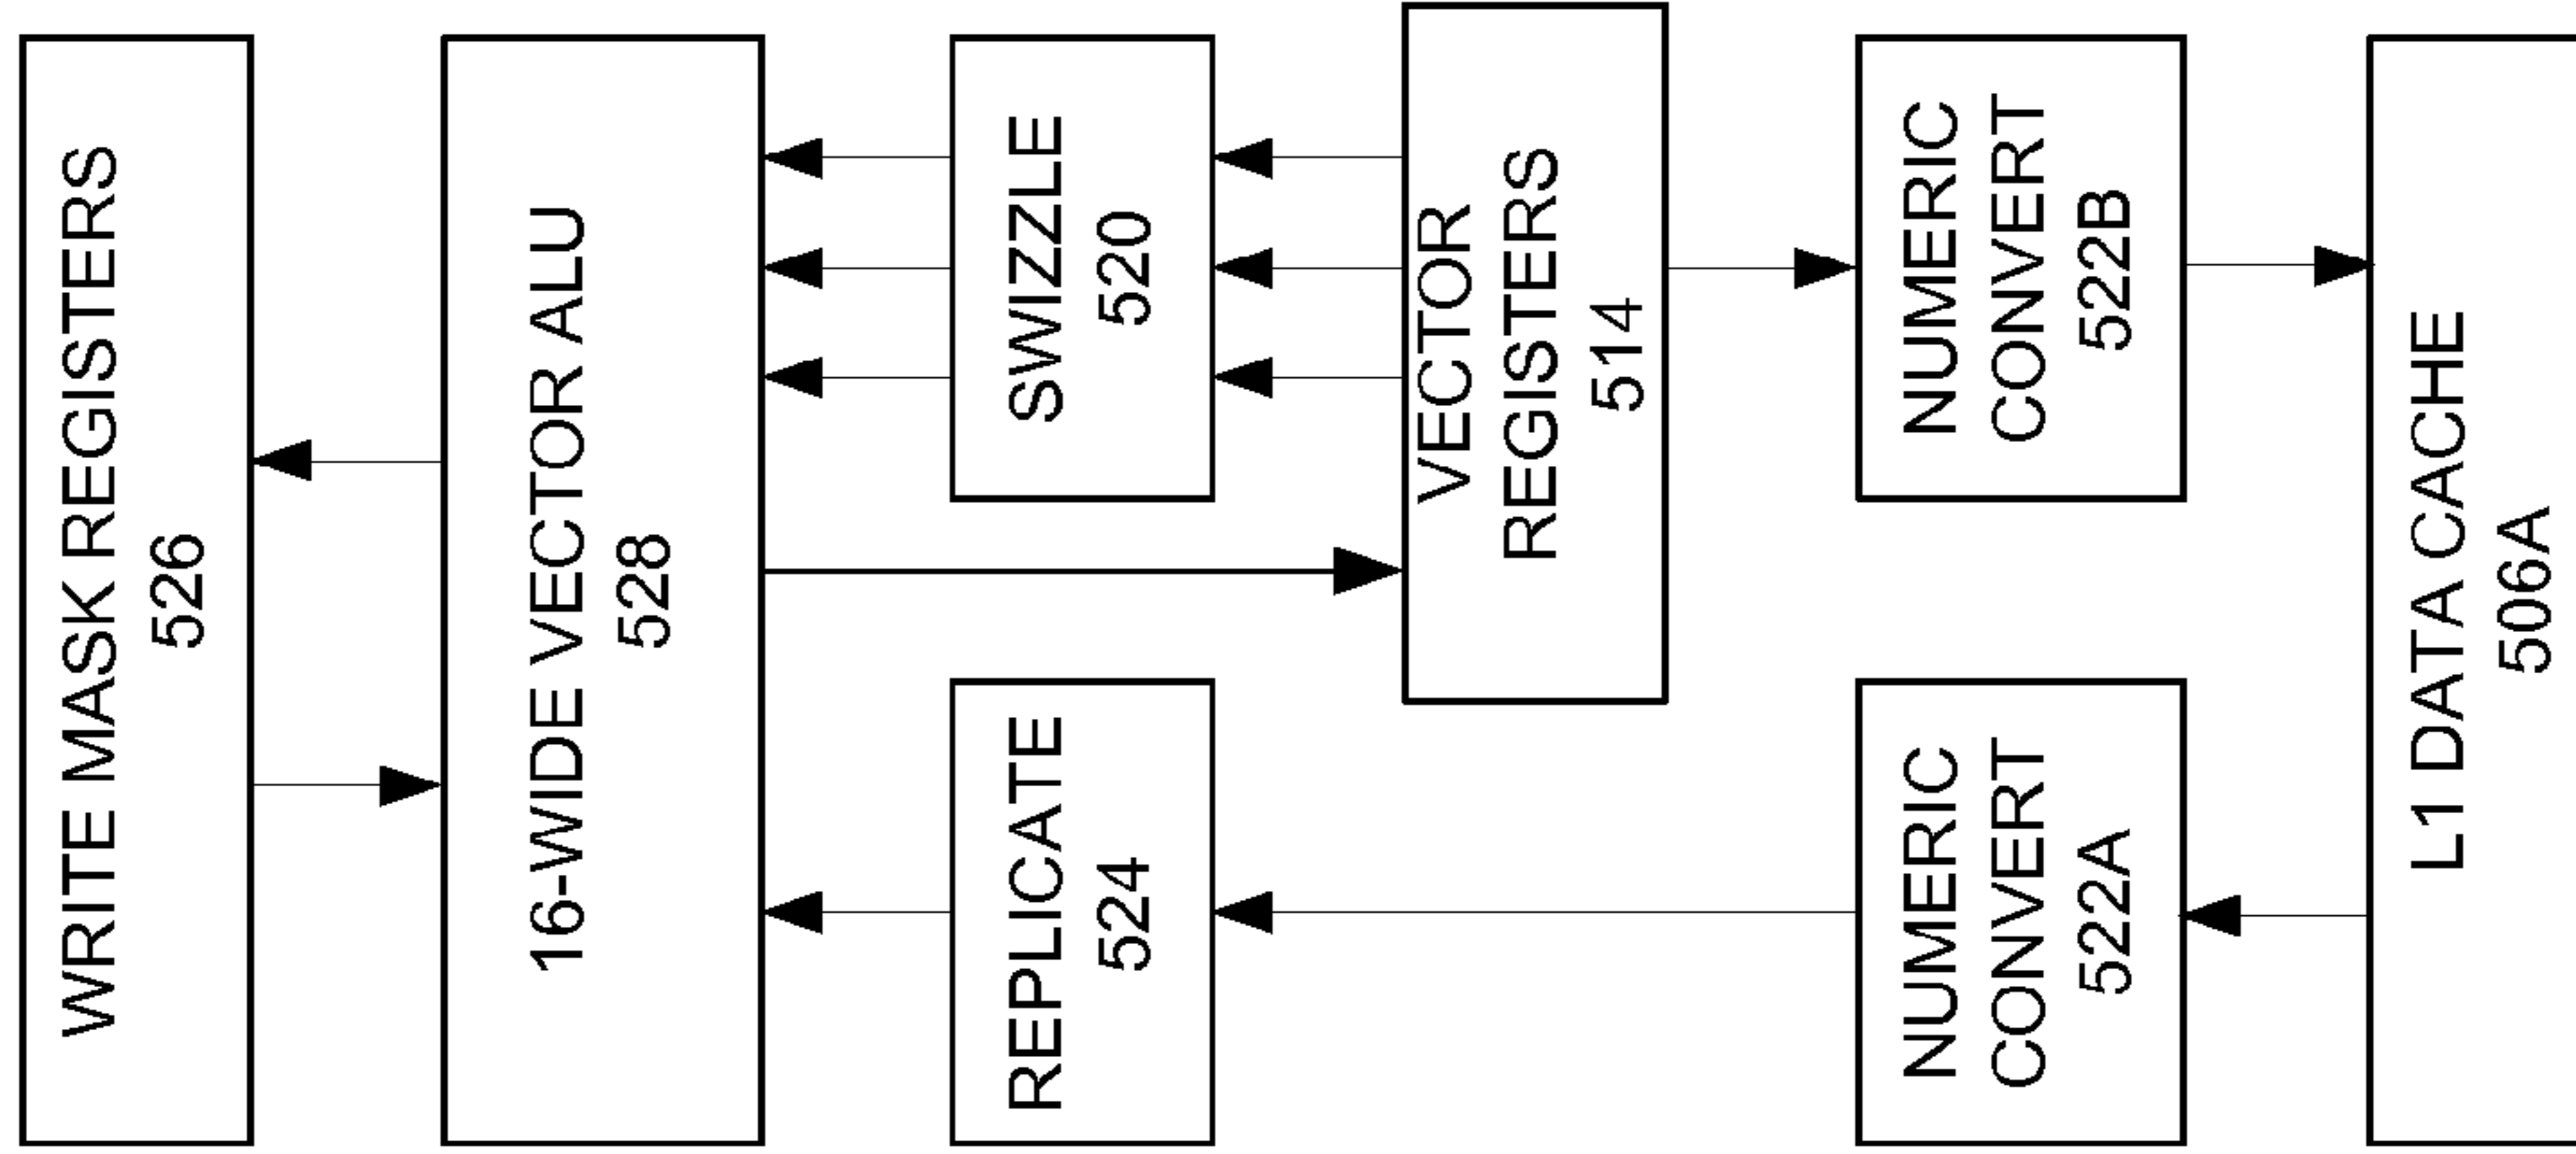 WRITE MASK REGISTERS
526
16-WIDE VECTOR ALU
528
REPLICATE
524
SWIZZLE
520
VECTOR
REGISTERS
514
NUMERIC
CONVERT
522A
NUMERIC
CONVERT
522B
L1 DATA CACHE
506A